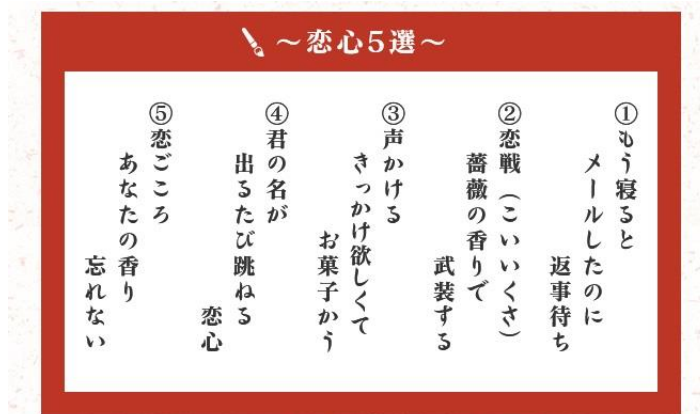 ～恋心5選～
①もう寝ると
メールしたのに
返事待ち
②恋戦（こいいくさ）
薔薇の香りで
武装する
③声かける
きっかけ欲しくて
お菓子かう
④君の名が
出るたび跳ねる
恋心
⑤恋ごころ
あなたの香り
忘れない